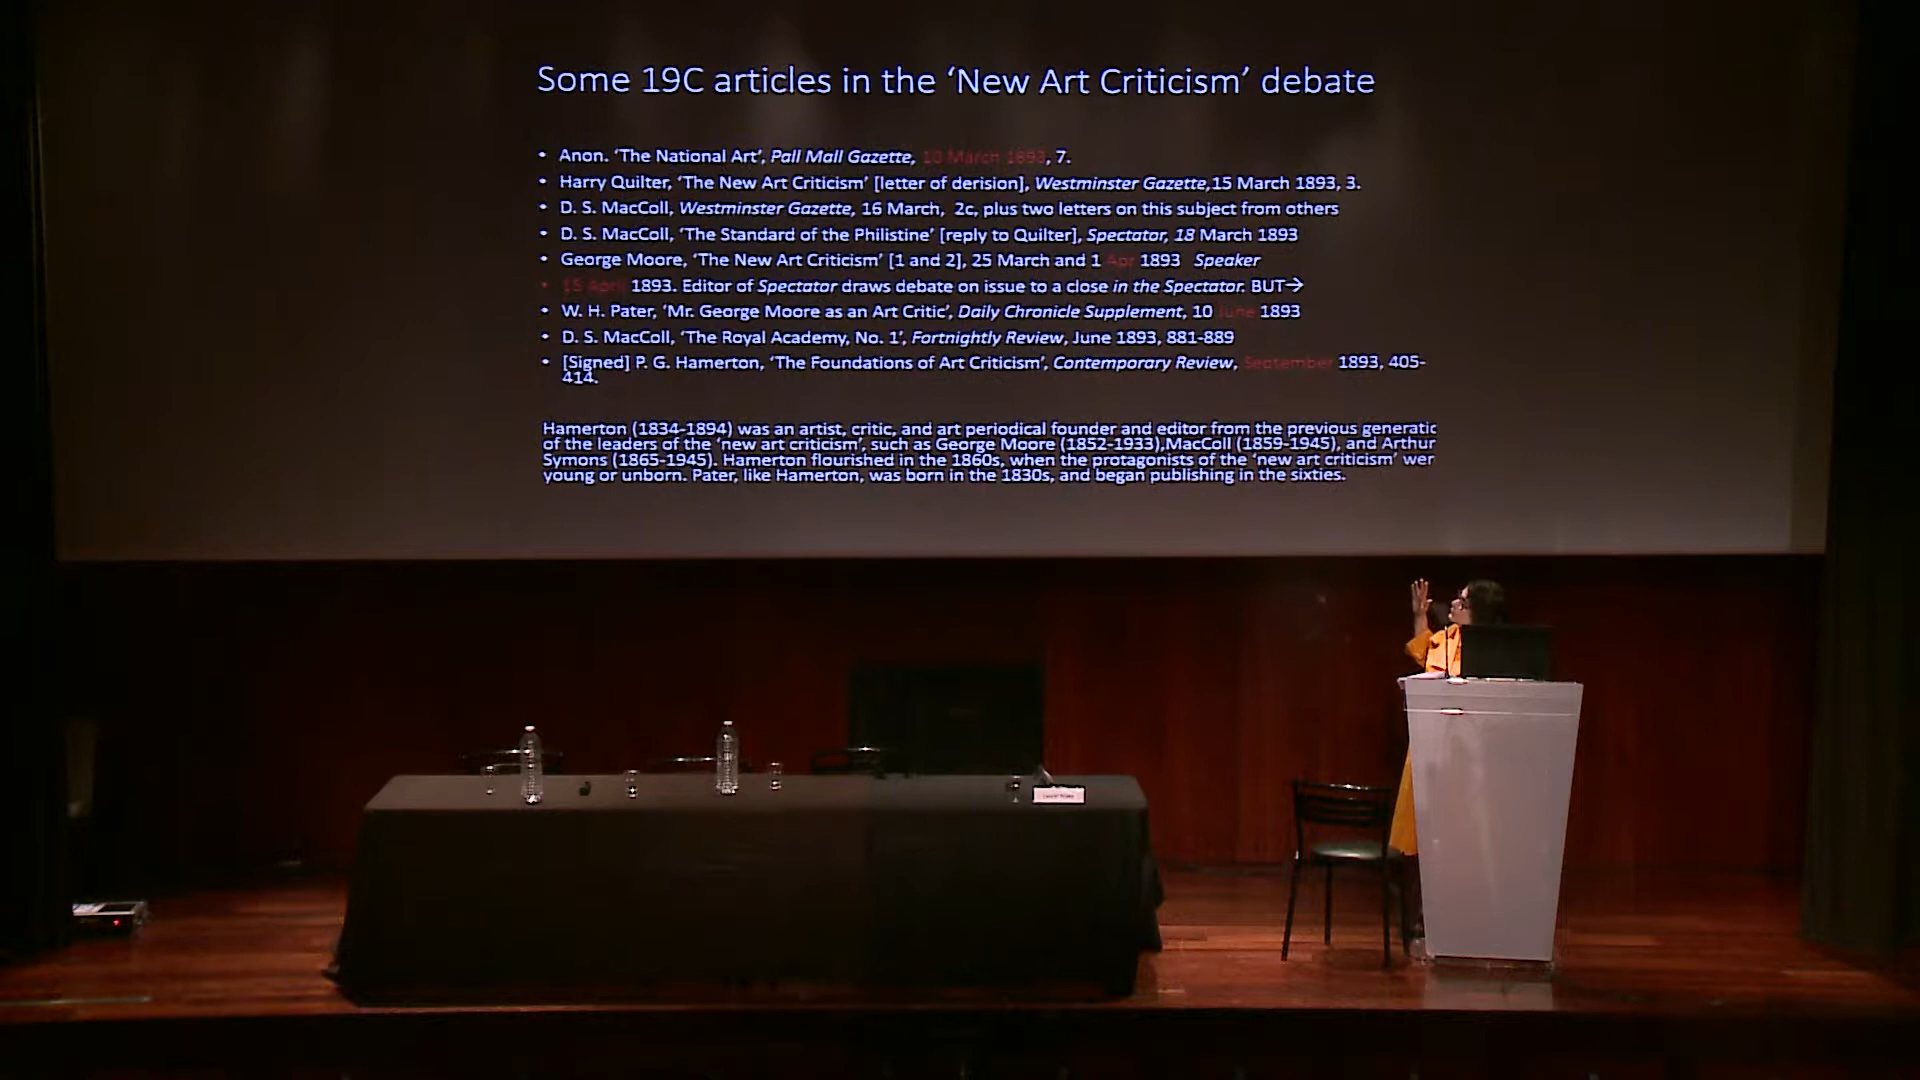 Some 19C articles in the ‘New Art Criticism’ debate
• Anon. ‘The National Art’, Pall Mall Gazette, 10 March 1893, 7.
• Harry Quilter, ‘The New Art Criticism’ [letter of derision], Westminster Gazette,15 March 1893, 3.
• D. S. MacColl, Westminster Gazette, 16 March, 2c, plus two letters on this subject from others
• D. S. MacColl, ‘The Standard of the Philistine’ [reply to Quilter], Spectator, 18 March 1893
• George Moore, ‘The New Art Criticism’ [1 and 2], 25 March and 1 Apr 1893 Speaker
• 15 April 1893. Editor of Spectator draws debate on issue to a close in the Spectator. BUT→
• W. H. Pater, ‘Mr. George Moore as an Art Critic’, Daily Chronicle Supplement, 10 June 1893
• D. S. MacColl, ‘The Royal Academy, No. 1’, Fortnightly Review, June 1893, 881-889
• [Signed] P. G. Hamerton, ‘The Foundations of Art Criticism’, Contemporary Review, September 1893, 405-
414.
Hamerton (1834-1894) was an artist, critic, and art periodical founder and editor from the previous generatic
of the leaders of the ‘new art criticism’, such as George Moore (1852-1933),MacColl (1859-1945), and Arthur
Symons (1865-1945). Hamerton flourished in the 1860s, when the protagonists of the ‘new art criticism’ wer
young or unborn. Pater, like Hamerton, was born in the 1830s, and began publishing in the sixties.